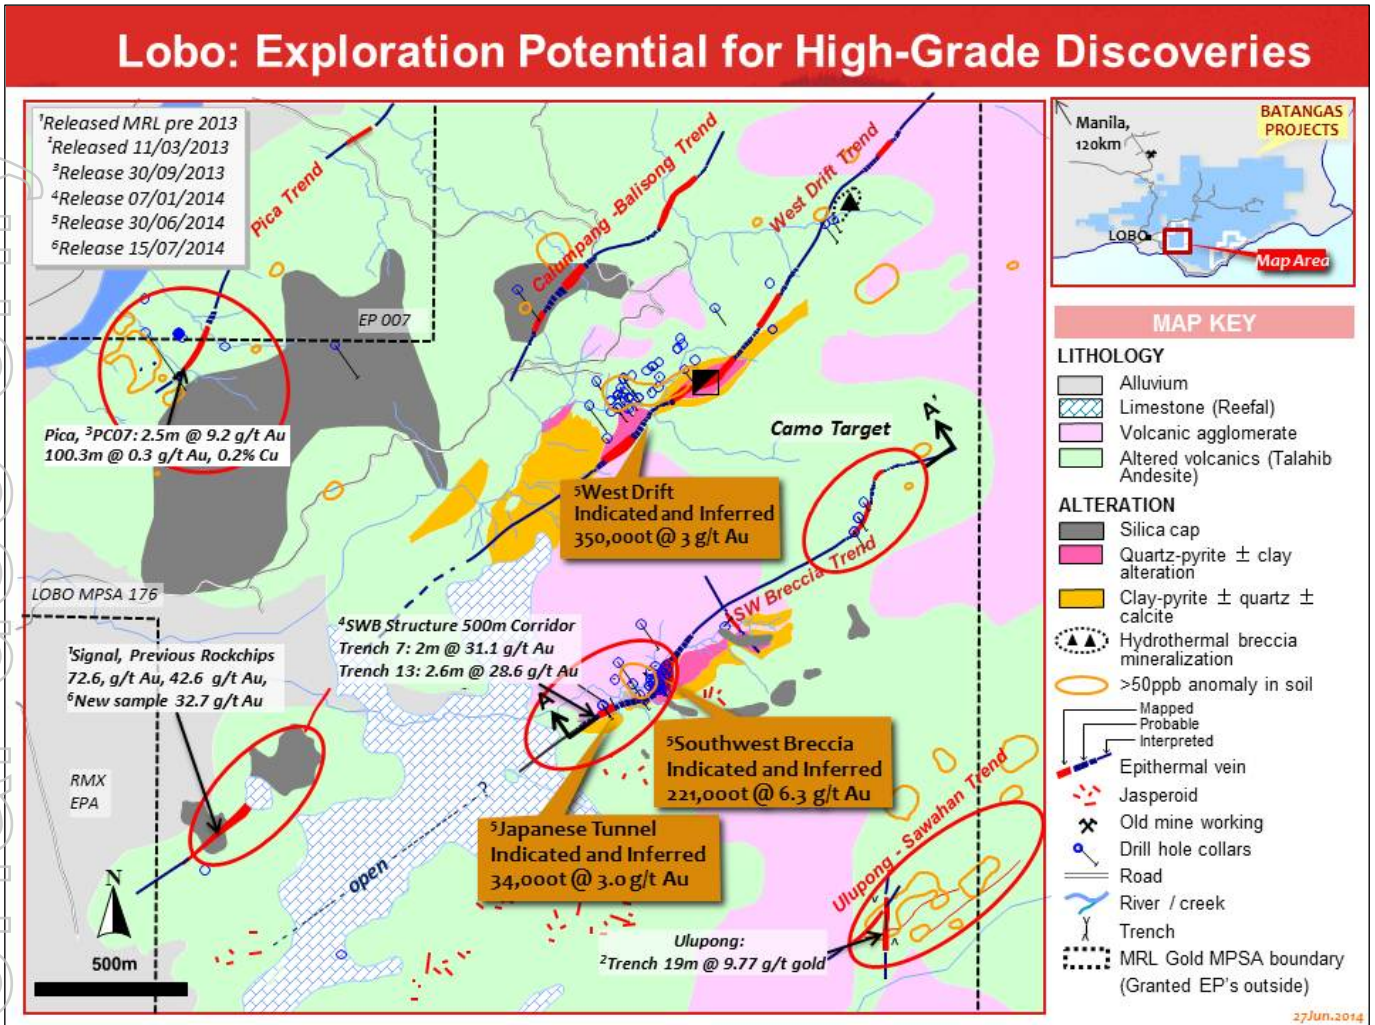 Lobo: Exploration Potential for High-Grade Discoveries
¹Released MRL pre 2013
²Released 11/03/2013
³Release 30/09/2013
⁴Release 07/01/2014
⁵Release 30/06/2014
⁶Release 15/07/2014
Pica Trend
Calumpang -Balisong Trend
West Drift Trend
EP 007
Pica, ³PC07: 2.5m @ 9.2 g/t Au
100.3m @ 0.3 g/t Au, 0.2% Cu
Camo Target
A'
⁵West Drift
Indicated and Inferred
350,000t @ 3 g/t Au
SW Breccia Trend
LOBO MPSA 176
¹Signal, Previous Rockchips
72.6, g/t Au, 42.6 g/t Au,
⁶New sample 32.7 g/t Au
⁴SWB Structure 500m Corridor
Trench 7: 2m @ 31.1 g/t Au
Trench 13: 2.6m @ 28.6 g/t Au
A
⁵Southwest Breccia
Indicated and Inferred
221,000t @ 6.3 g/t Au
RMX
EPA
⁵Japanese Tunnel
Indicated and Inferred
34,000t @ 3.0 g/t Au
open
?
Ulupong - Sawahan Trend
Ulupong:
²Trench 19m @ 9.77 g/t gold
N
500m
BATANGAS
PROJECTS
Manila,
120km
LOBO
Map Area
MAP KEY
LITHOLOGY
Alluvium
Limestone (Reefal)
Volcanic agglomerate
Altered volcanics (Talahib
Andesite)
ALTERATION
Silica cap
Quartz-pyrite ± clay
alteration
Clay-pyrite ± quartz ±
calcite
Hydrothermal breccia
mineralization
>50ppb anomaly in soil
Mapped
Probable
Interpreted
Epithermal vein
Jasperoid
Old mine working
Drill hole collars
Road
River / creek
Trench
MRL Gold MPSA boundary
(Granted EP's outside)
27Jun.2014